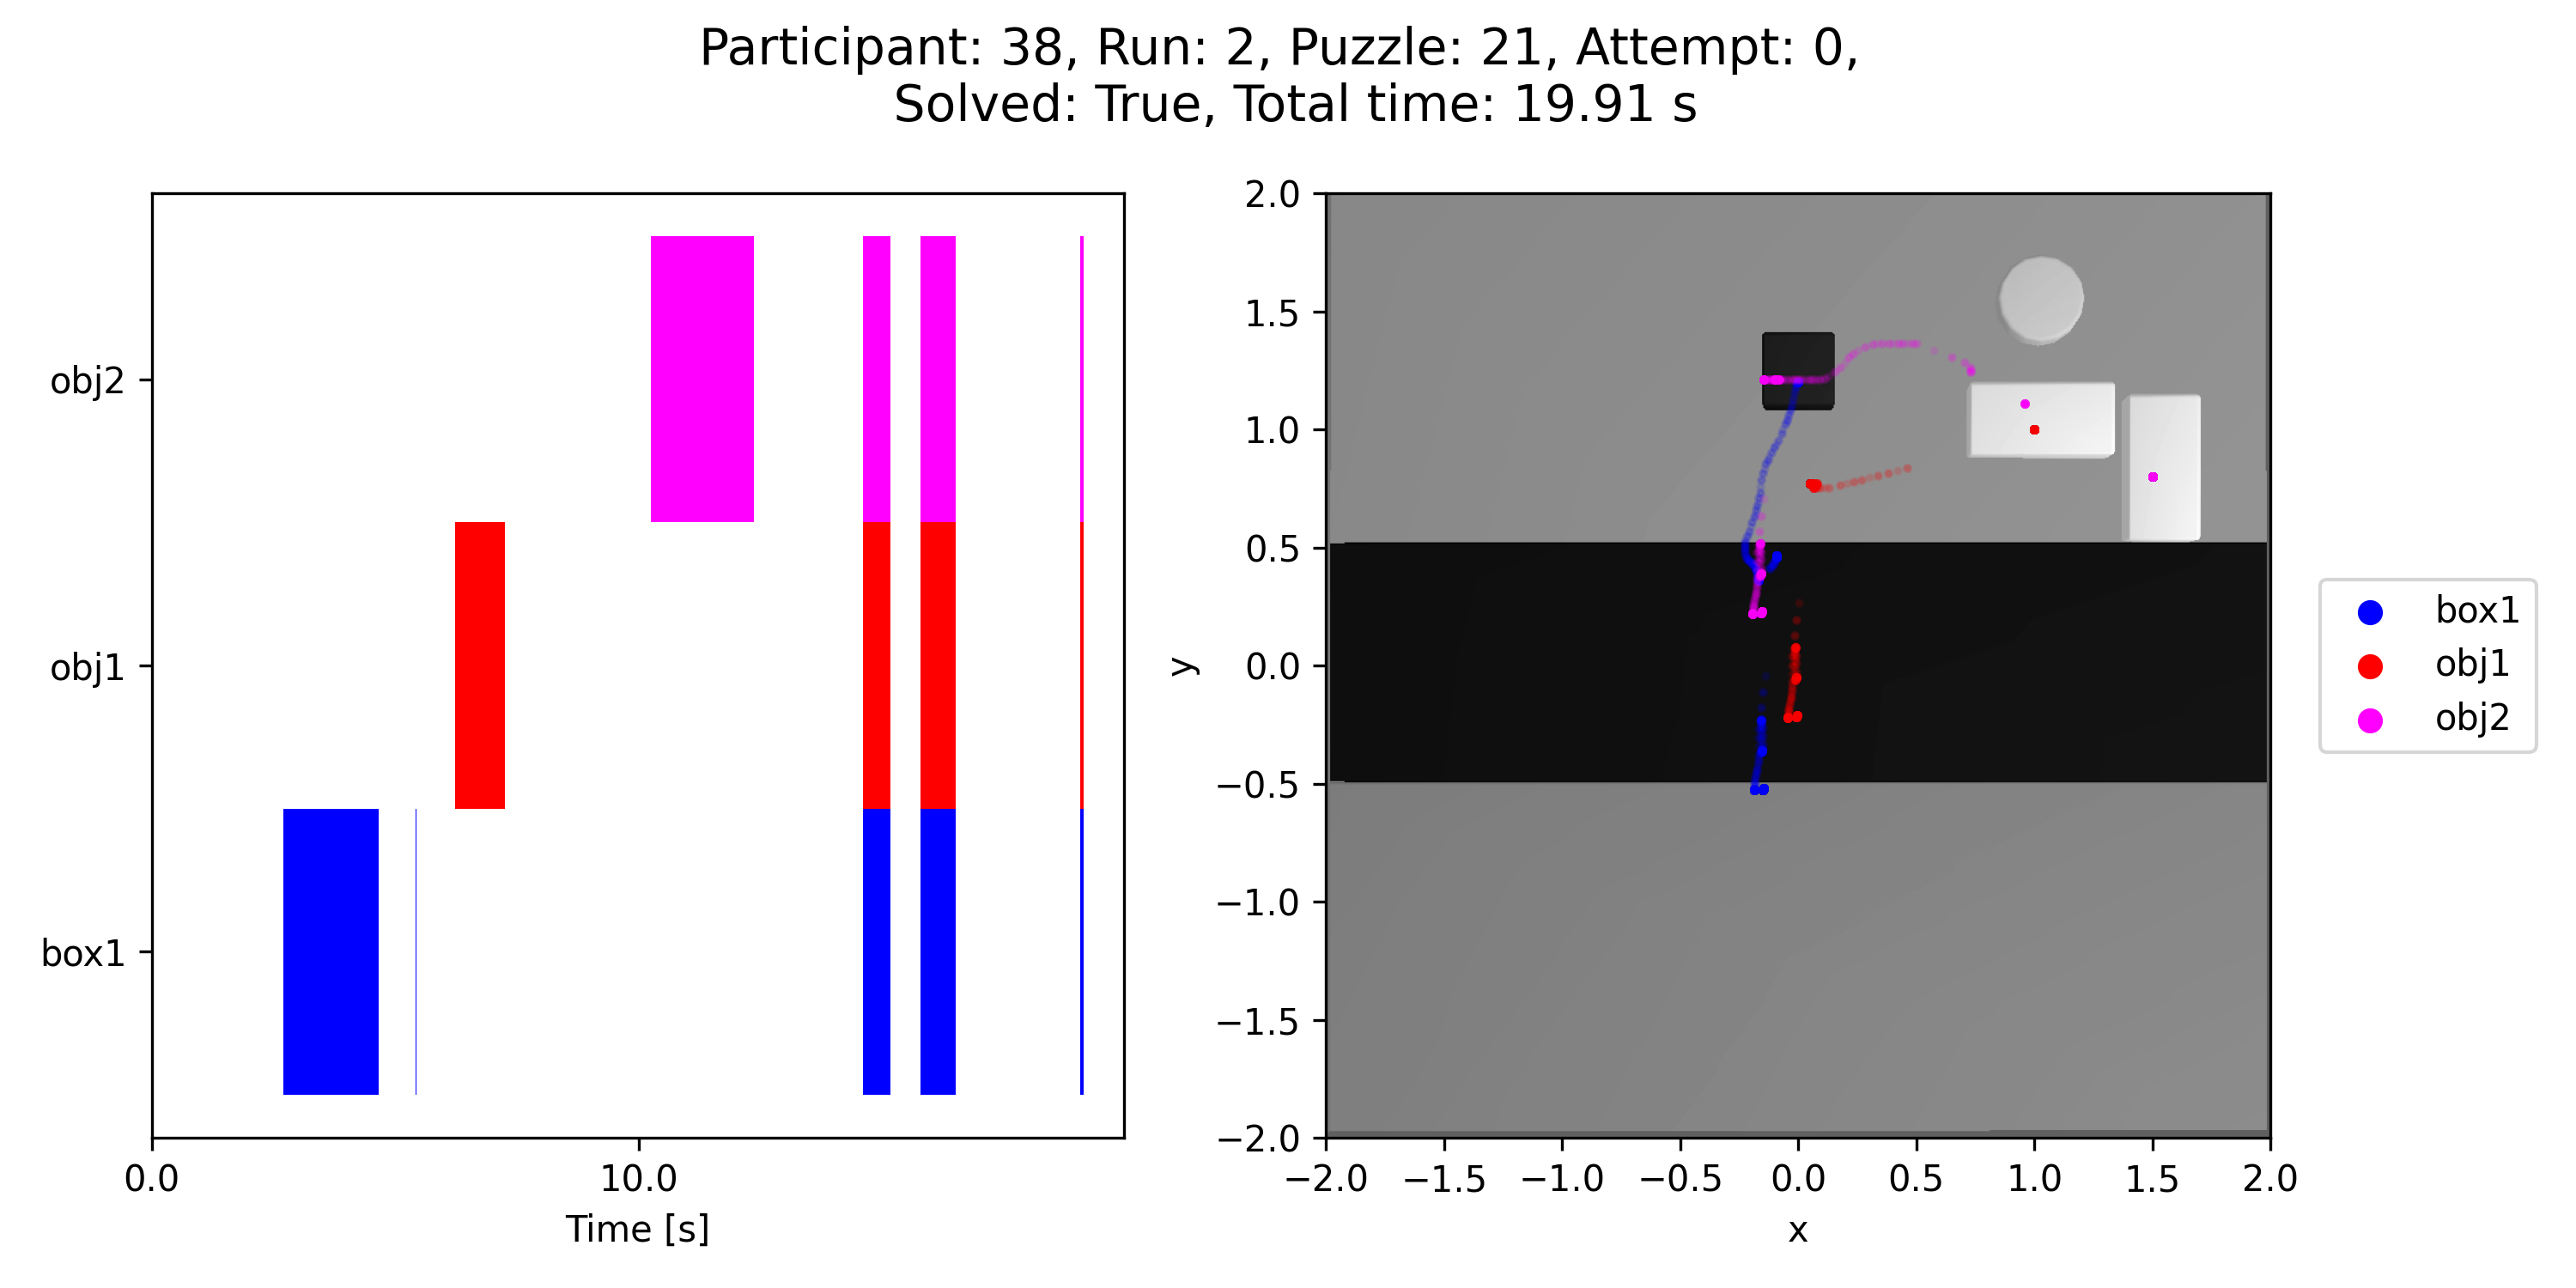 Participant: 38, Run: 2, Puzzle: 21, Attempt: 0,
Solved: True, Total time: 19.91 s
obj2
obj1
box1
0.0
10.0
Time [s]
2.0
1.5
1.0
0.5
0.0
−0.5
−1.0
−1.5
−2.0
y
−2.0 −1.5 −1.0 −0.5 0.0 0.5 1.0 1.5 2.0
x
box1
obj1
obj2